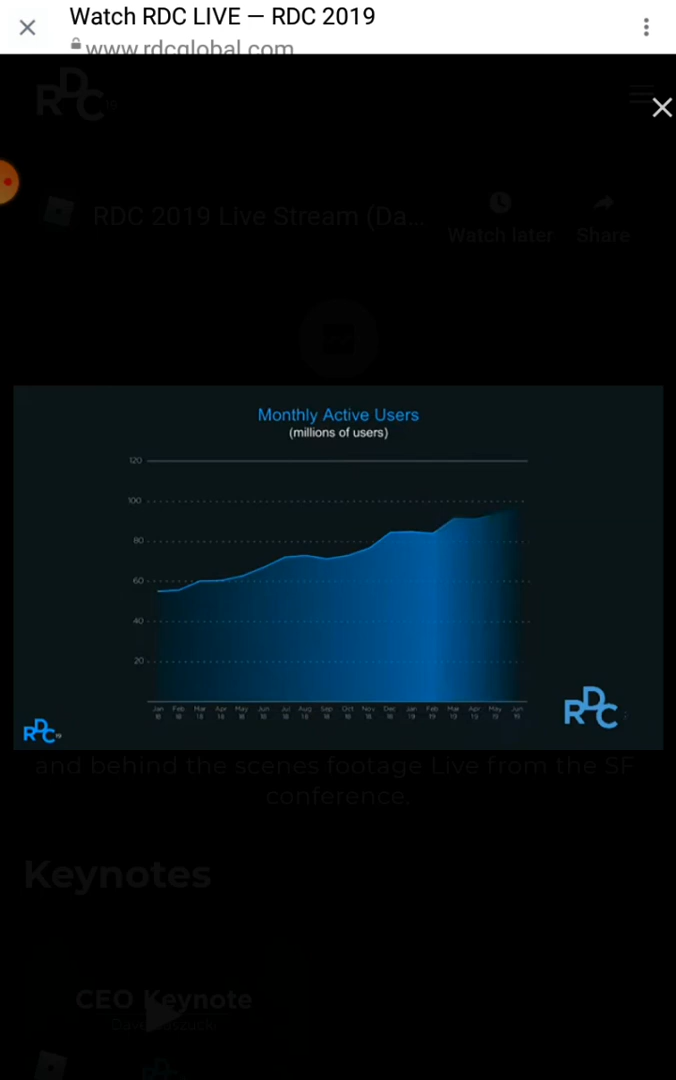 Watch RDC LIVE — RDC 2019
www.rdcglobal.com
RDC 19
RDC 2019 Live Stream (Da...
Watch later
Share
Monthly Active Users
(millions of users)
120
100
80
60
40
20
Jan Feb Mar Apr May Jun Jul Aug Sep Oct Nov Dec Jan Feb Mar Apr May Jun
18 18 18 18 18 18 18 18 18 18 18 18 19 19 19 19 19 19
RDC
RDC 19
and behind the scenes footage Live from the SF
conference.
Keynotes
CEO Keynote